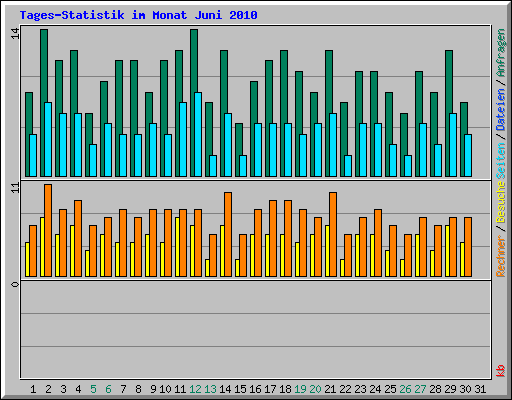 Tages-Statistik im Monat Juni 2010
14
11
0
Rechner / Besuche Seiten / Dateien / Anfragen
kb
1 2 3 4 5 6 7 8 9 10 11 12 13 14 15 16 17 18 19 20 21 22 23 24 25 26 27 28 29 30 31